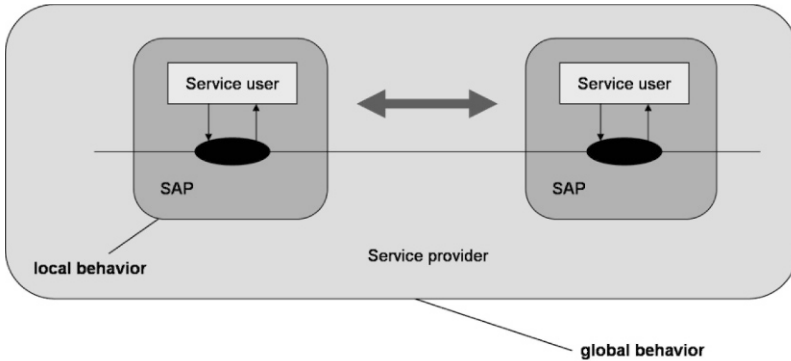 Service user
Service user
SAP
SAP
local behavior
Service provider
global behavior